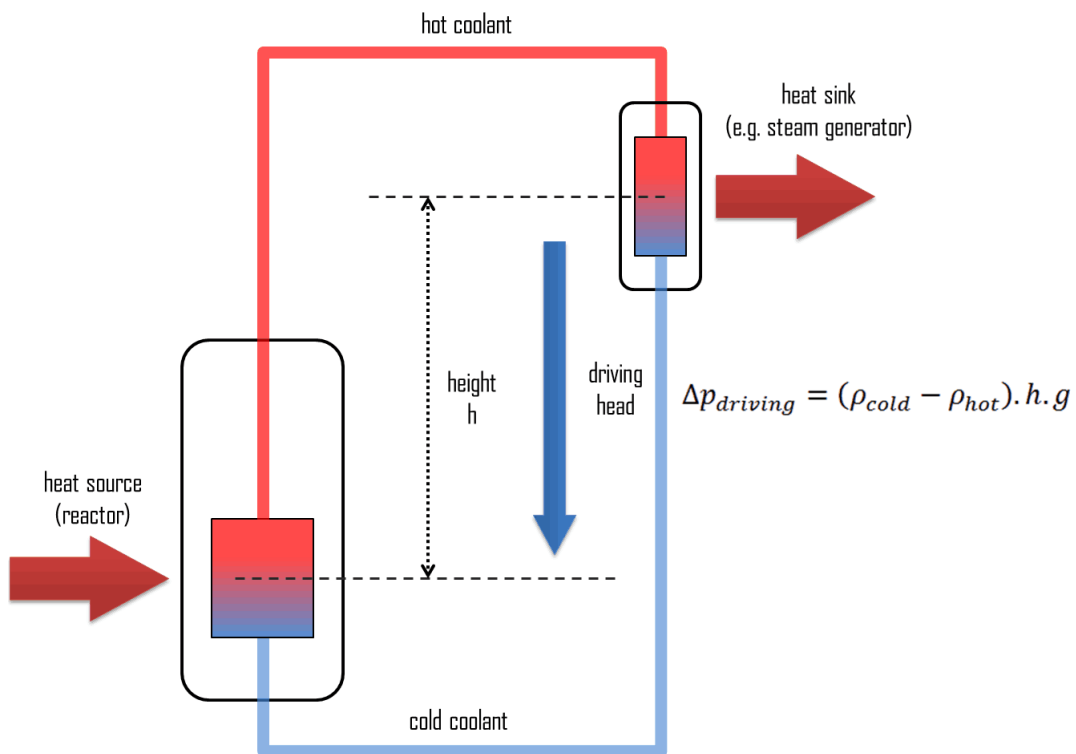 hot coolant
heat sink
(e.g. steam generator)
height
h
driving
head
Δp_driving = (ρ_cold − ρ_hot). h. g
heat source
(reactor)
cold coolant